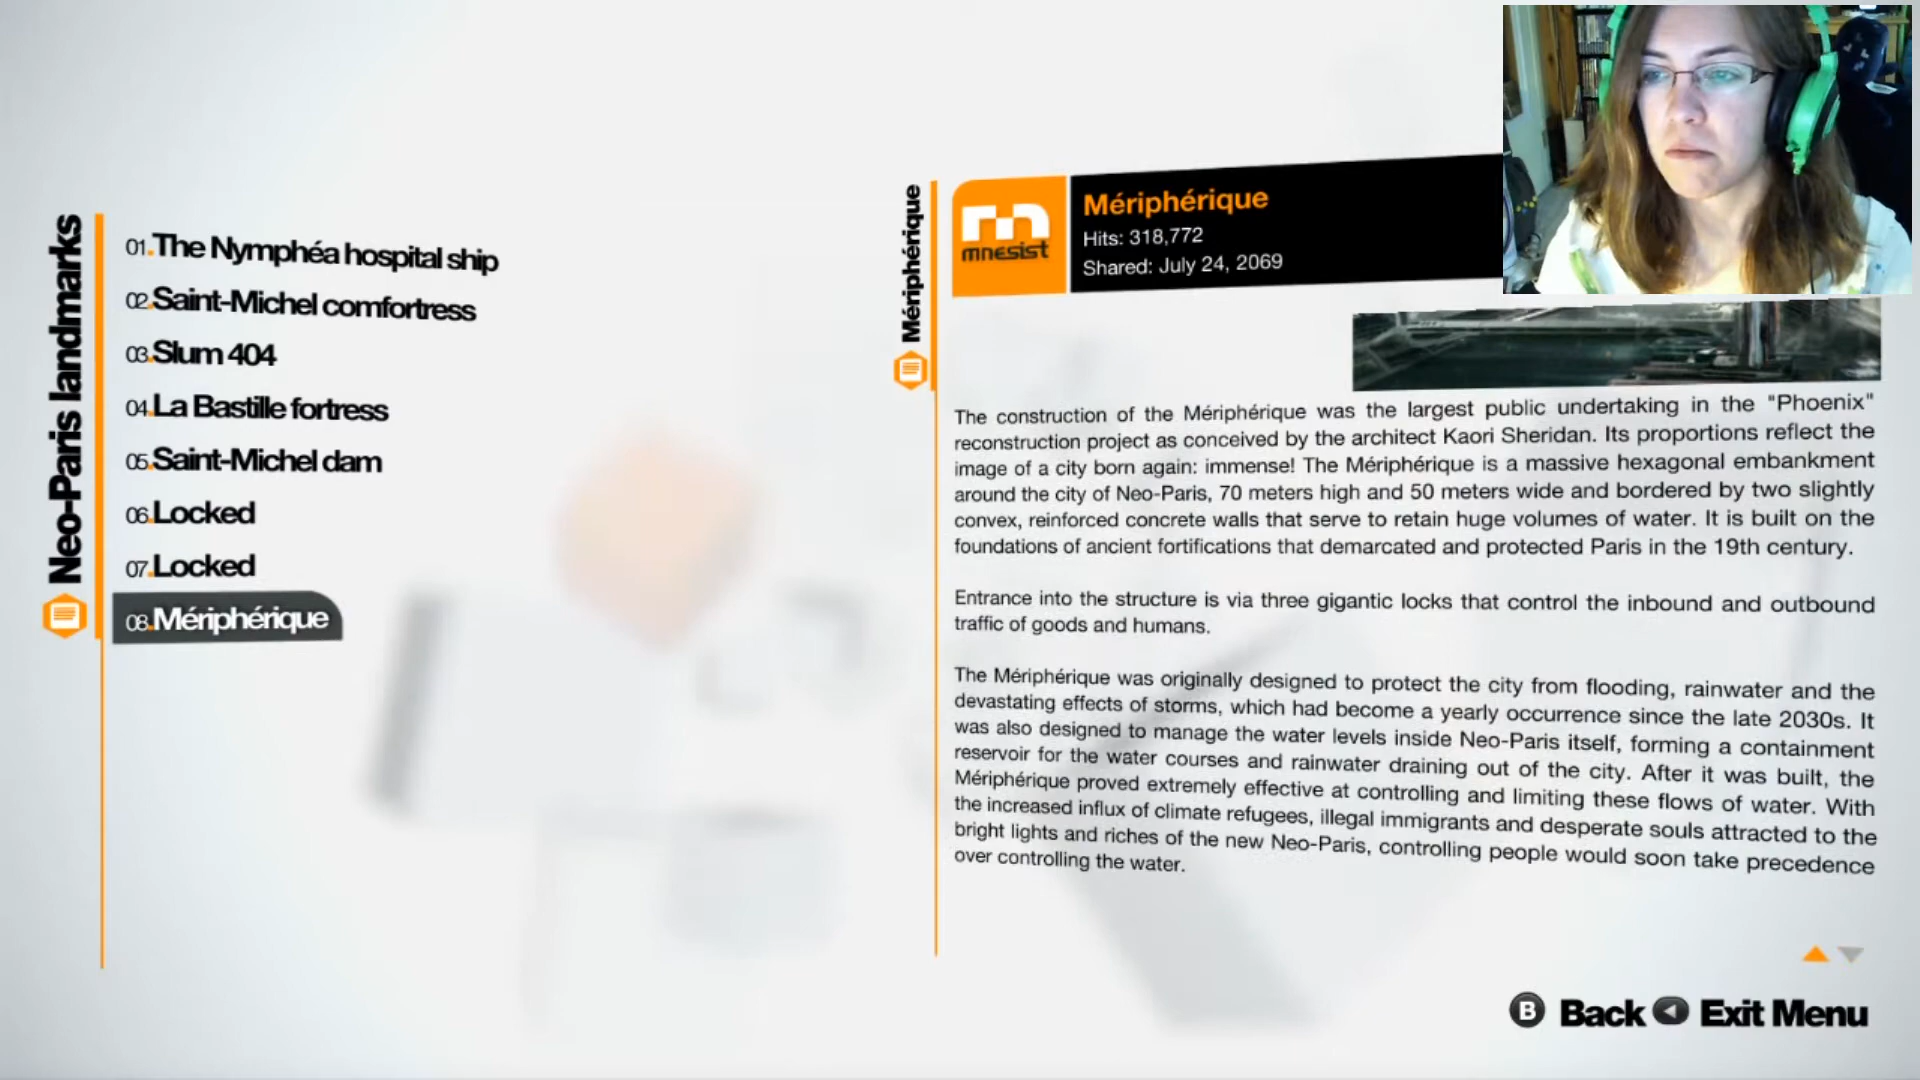 Neo-Paris landmarks
01.The Nymphéa hospital ship
02.Saint-Michel comfortress
03.Slum 404
04.La Bastille fortress
05.Saint-Michel dam
06.Locked
07.Locked
08.Mériphérique
Mériphérique
mnesist
Mériphérique
Hits: 318,772
Shared: July 24, 2069
The construction of the Mériphérique was the largest public undertaking in the "Phoenix"
reconstruction project as conceived by the architect Kaori Sheridan. Its proportions reflect the
image of a city born again: immense! The Mériphérique is a massive hexagonal embankment
around the city of Neo-Paris, 70 meters high and 50 meters wide and bordered by two slightly
convex, reinforced concrete walls that serve to retain huge volumes of water. It is built on the
foundations of ancient fortifications that demarcated and protected Paris in the 19th century.
Entrance into the structure is via three gigantic locks that control the inbound and outbound
traffic of goods and humans.
The Mériphérique was originally designed to protect the city from flooding, rainwater and the
devastating effects of storms, which had become a yearly occurrence since the late 2030s. It
was also designed to manage the water levels inside Neo-Paris itself, forming a containment
reservoir for the water courses and rainwater draining out of the city. After it was built, the
Mériphérique proved extremely effective at controlling and limiting these flows of water. With
the increased influx of climate refugees, illegal immigrants and desperate souls attracted to the
bright lights and riches of the new Neo-Paris, controlling people would soon take precedence
over controlling the water.
B Back Exit Menu